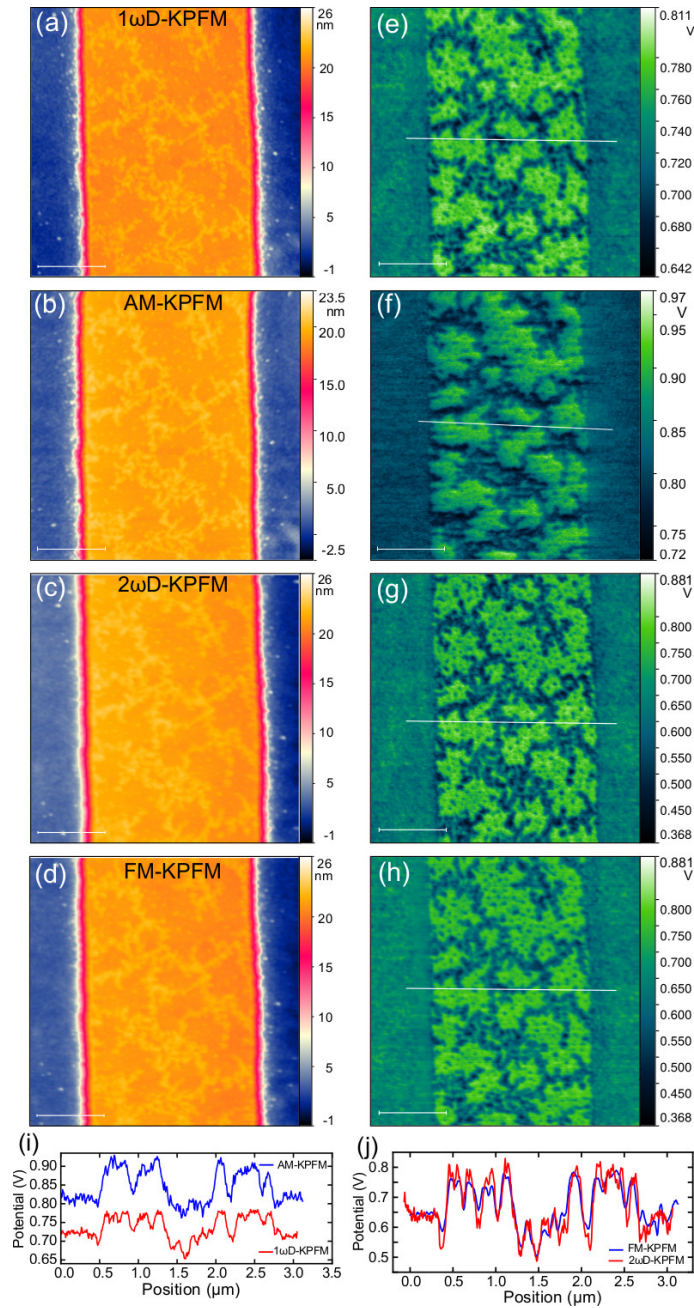 (a) 1ωD-KPFM
26
nm
20
15
10
5
-1
(e)
0.811
V
0.780
0.760
0.740
0.720
0.700
0.680
0.642
(b) AM-KPFM
23.5
nm
20.0
15.0
10.0
5.0
-2.5
(f)
0.97
V
0.95
0.90
0.85
0.80
0.75
0.72
(c) 2ωD-KPFM
26
nm
20
15
10
5
-1
(g)
0.881
V
0.800
0.700
0.650
0.600
0.500
0.450
0.368
(d) FM-KPFM
26
nm
20
15
10
5
-1
(h)
0.881
V
0.800
0.700
0.650
0.600
0.500
0.450
0.368
(i)
Potential (V)
0.90
0.85
0.80
0.75
0.70
0.65
AM-KPFM
1ωD-KPFM
0.0 0.5 1.0 1.5 2.0 2.5 3.0 3.5
Position (µm)
(j)
Potential (V)
0.8
0.7
0.6
0.5
FM-KPFM
2ωD-KPFM
0.0 0.5 1.0 1.5 2.0 2.5 3.0
Position (µm)